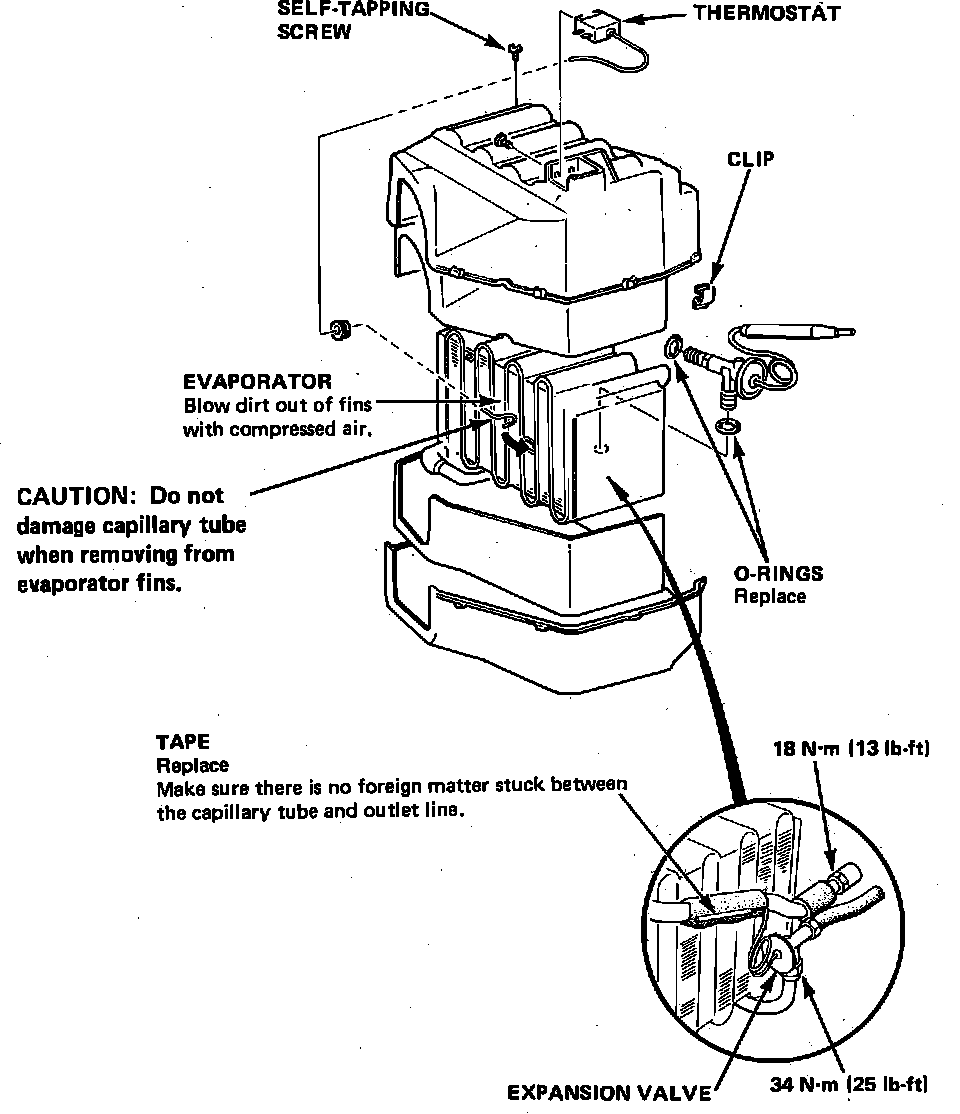 SELF-TAPPING
SCREW
THERMOSTAT
CLIP
EVAPORATOR
Blow dirt out of fins
with compressed air.
CAUTION: Do not
damage capillary tube
when removing from
evaporator fins.
O-RINGS
Replace
TAPE
Replace
Make sure there is no foreign matter stuck between
the capillary tube and outlet line.
18 N·m (13 lb-ft)
EXPANSION VALVE
34 N·m (25 lb-ft)